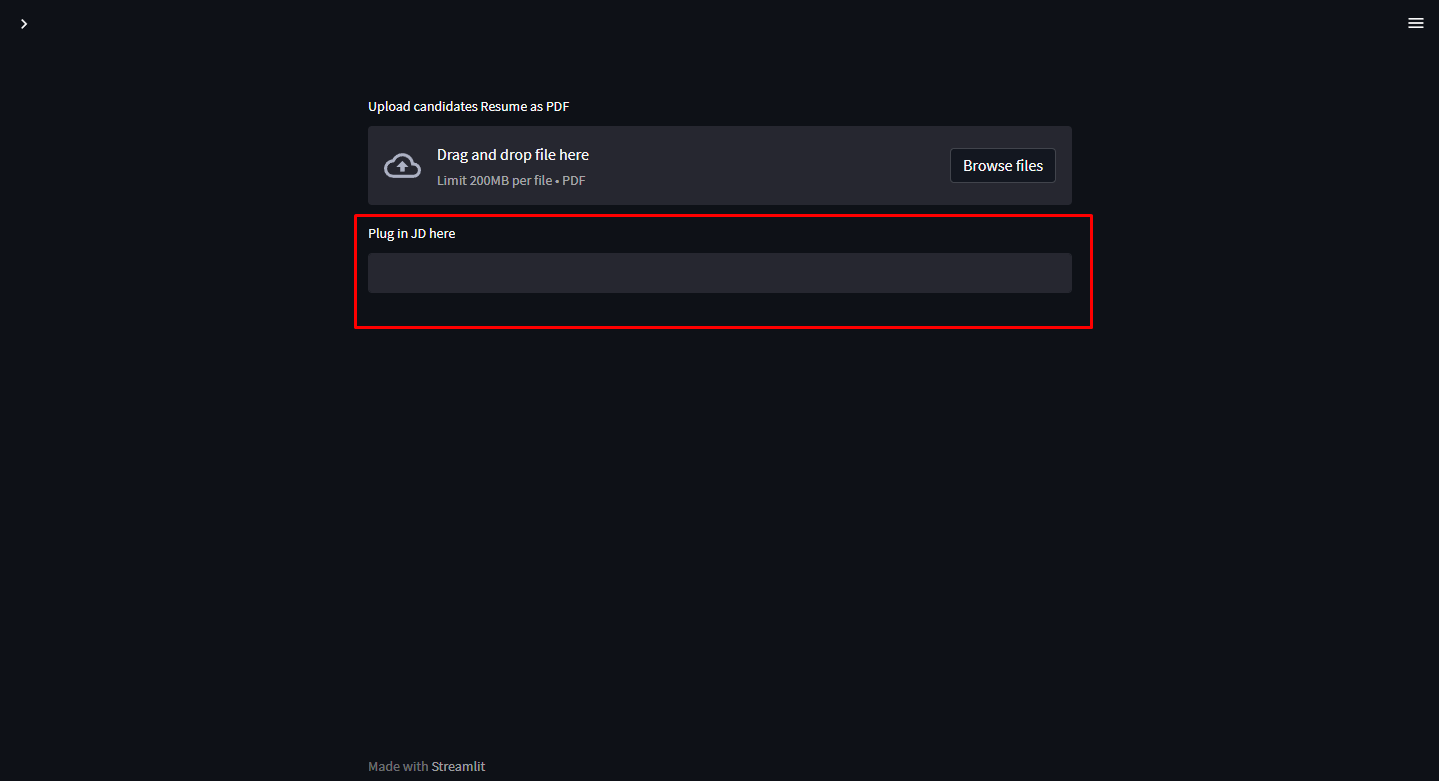 Upload candidates Resume as PDF
Drag and drop file here
Limit 200MB per file • PDF
Browse files
Plug in JD here
Made with Streamlit